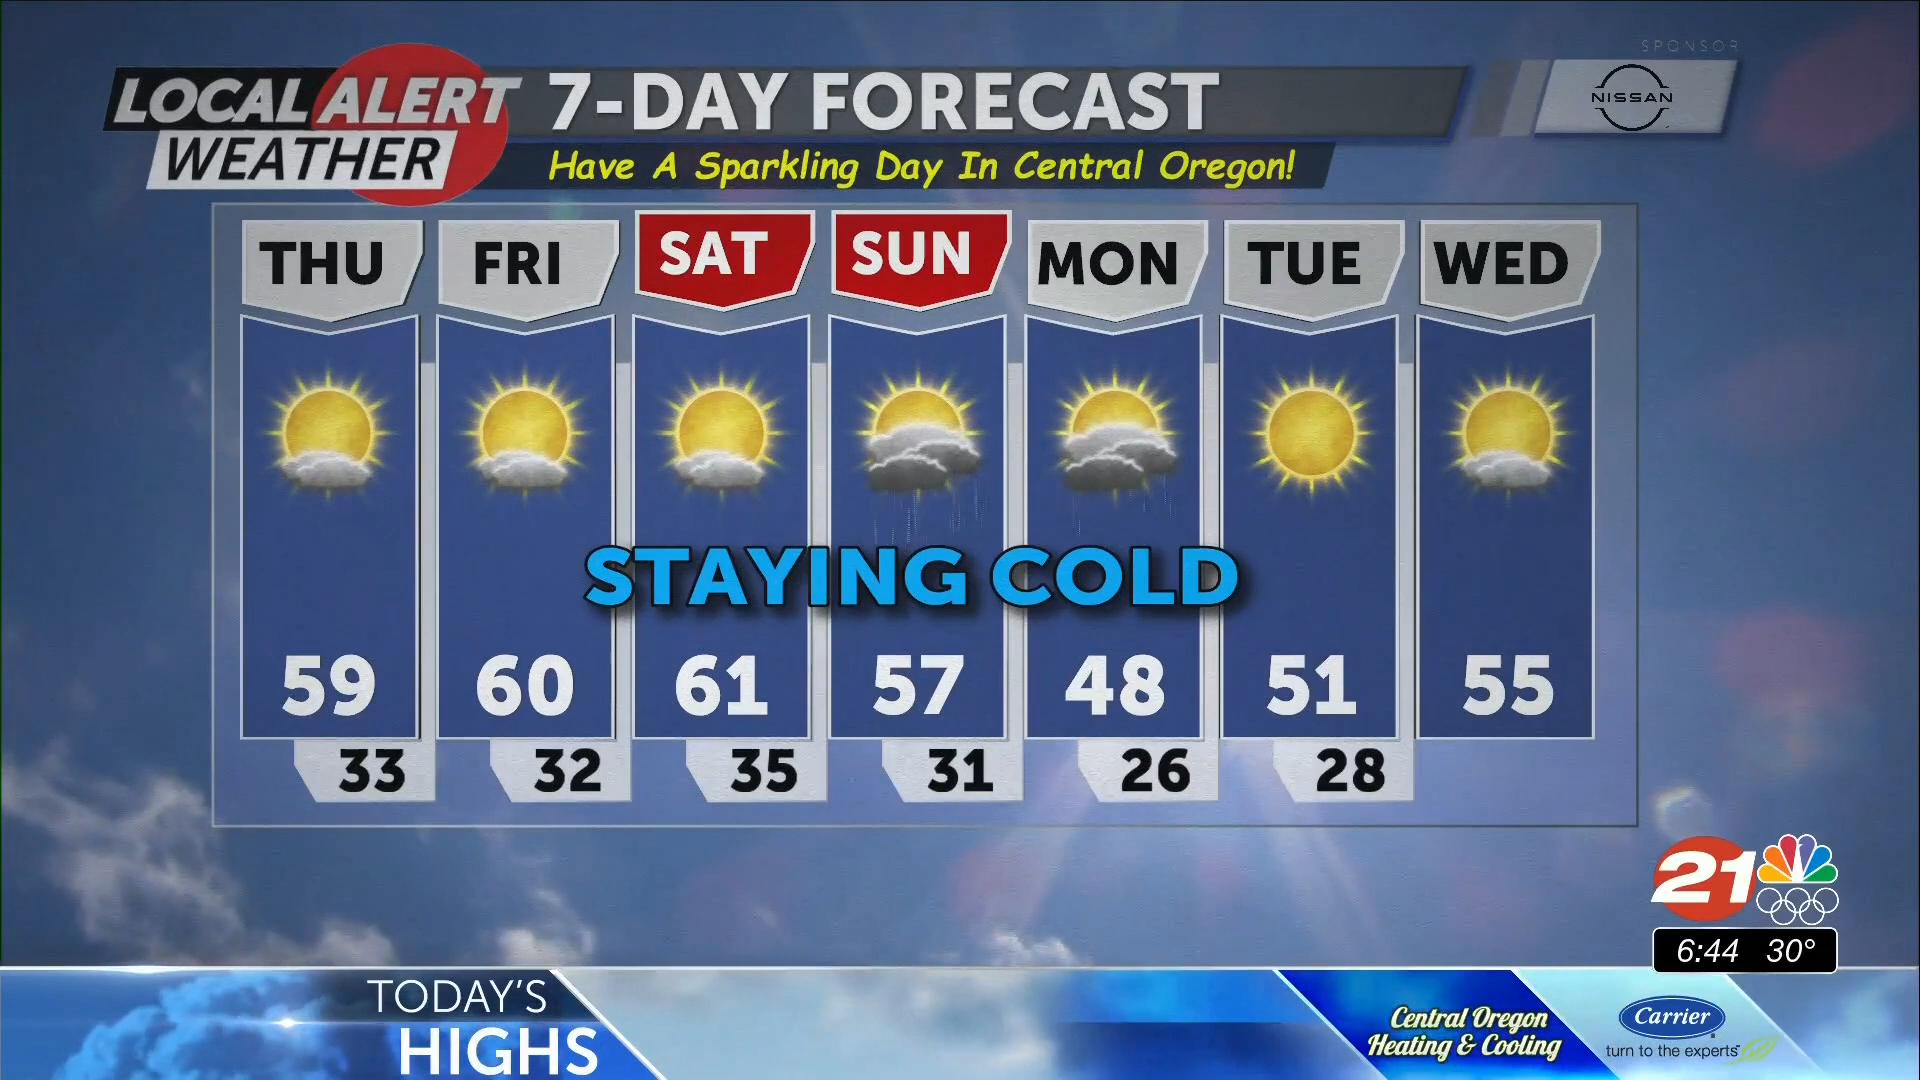 SPONSOR
LOCAL ALERT
WEATHER
7-DAY FORECAST
NISSAN
Have A Sparkling Day In Central Oregon!
THU FRI SAT SUN MON TUE WED
STAYING COLD
59 60 61 57 48 51 55
33 32 35 31 26 28
21
6:44 30°
TODAY'S
HIGHS
Central Oregon
Heating & Cooling
Carrier
turn to the experts